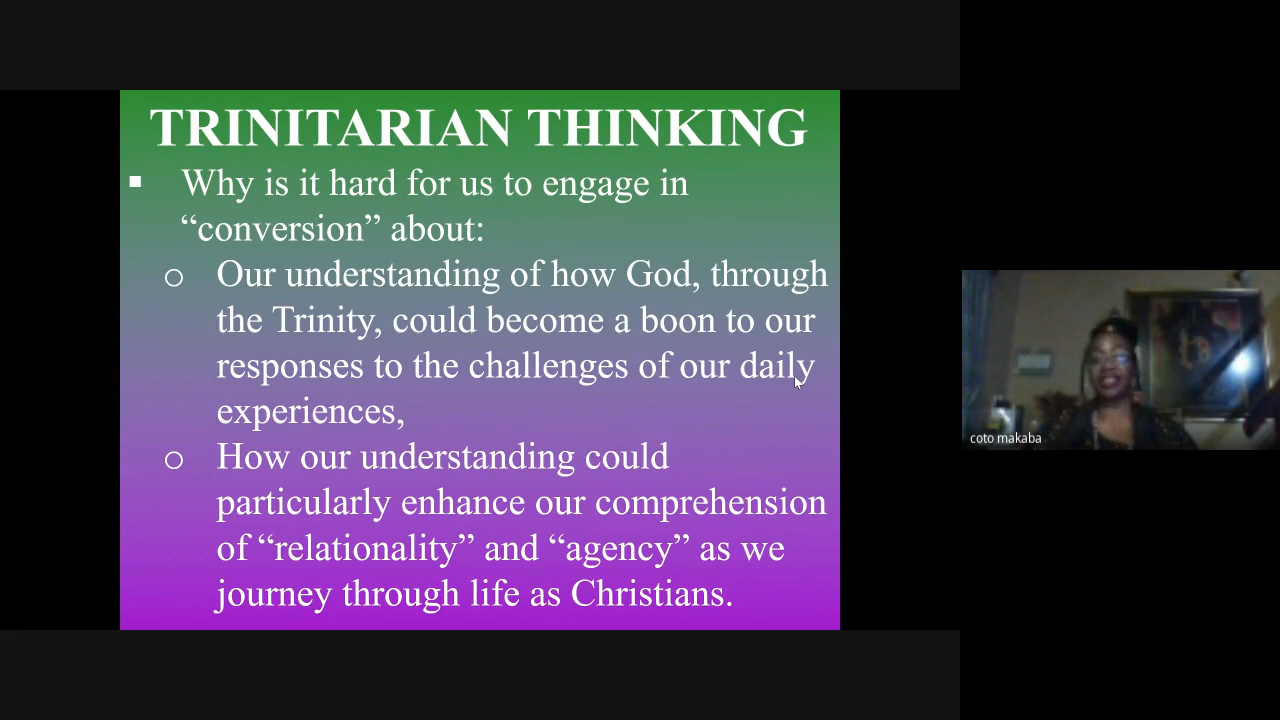 TRINITARIAN THINKING
▪ Why is it hard for us to engage in
“conversion” about:
o Our understanding of how God, through
the Trinity, could become a boon to our
responses to the challenges of our daily
experiences,
o How our understanding could
particularly enhance our comprehension
of “relationality” and “agency” as we
journey through life as Christians.
coto makaba